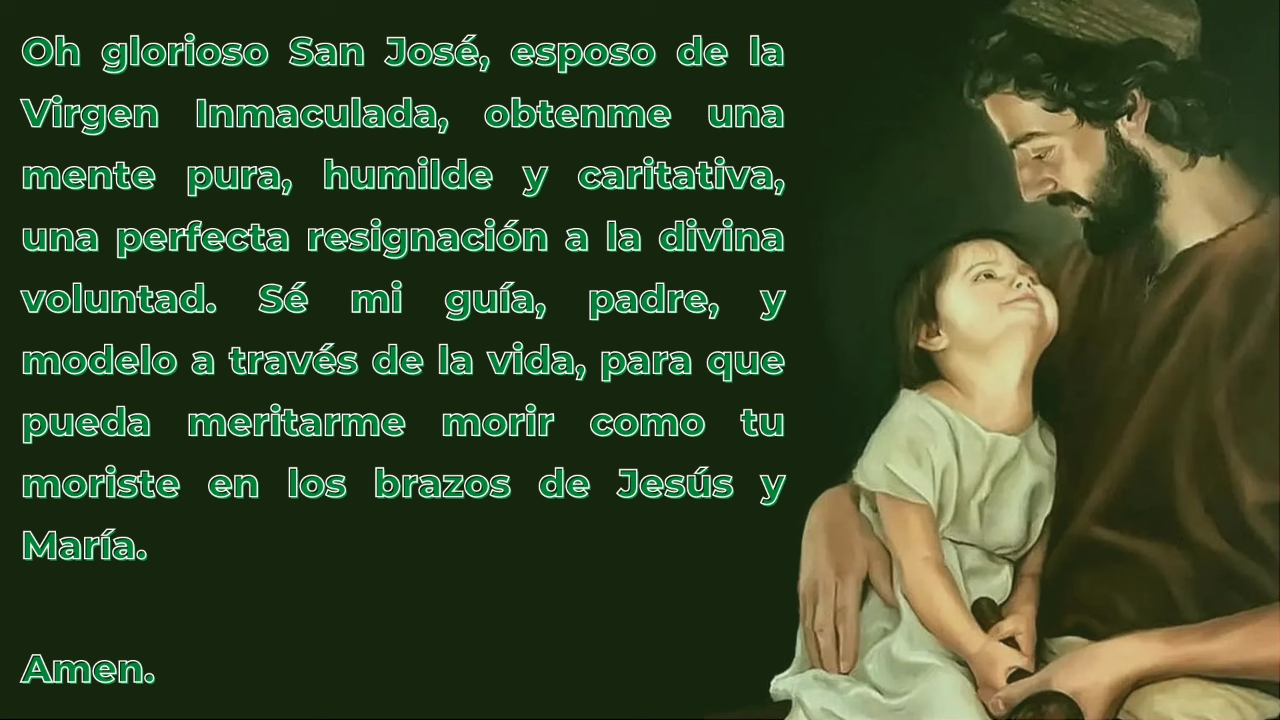 Oh glorioso San José, esposo de la
Virgen Inmaculada, obtenme una
mente pura, humilde y caritativa,
una perfecta resignación a la divina
voluntad. Sé mi guía, padre, y
modelo a través de la vida, para que
pueda meritarme morir como tu
moriste en los brazos de Jesús y
María.
Amen.